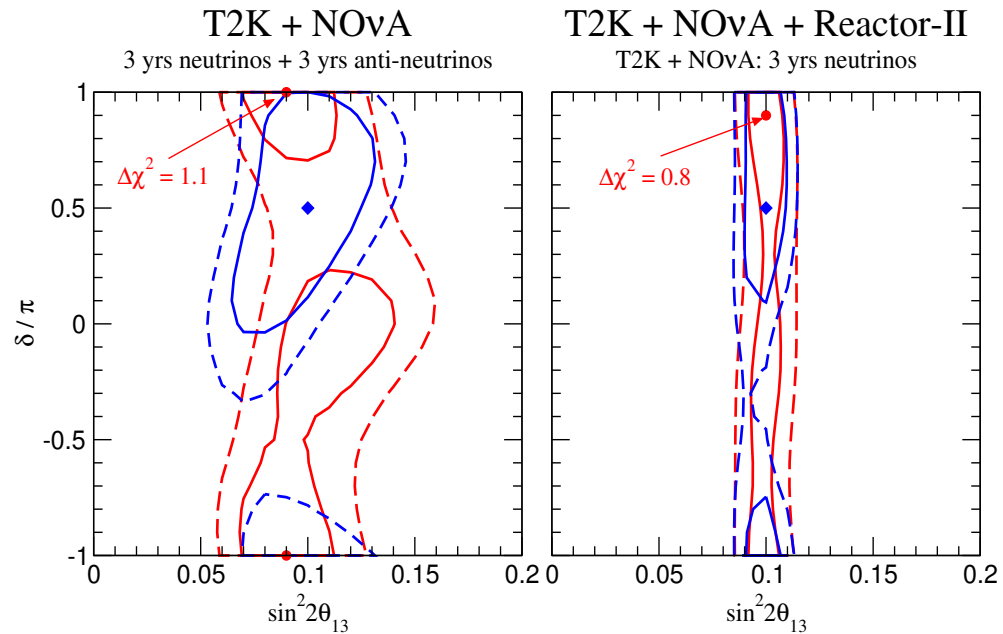 T2K + NOνA
3 yrs neutrinos + 3 yrs anti-neutrinos
Δχ² = 1.1
1
0.5
0
-0.5
-1
δ / π
0
0.05
0.1
0.15
0.2
sin²2θ₁₃
T2K + NOνA + Reactor-II
T2K + NOνA: 3 yrs neutrinos
Δχ² = 0.8
0
0.05
0.1
0.15
0.2
sin²2θ₁₃